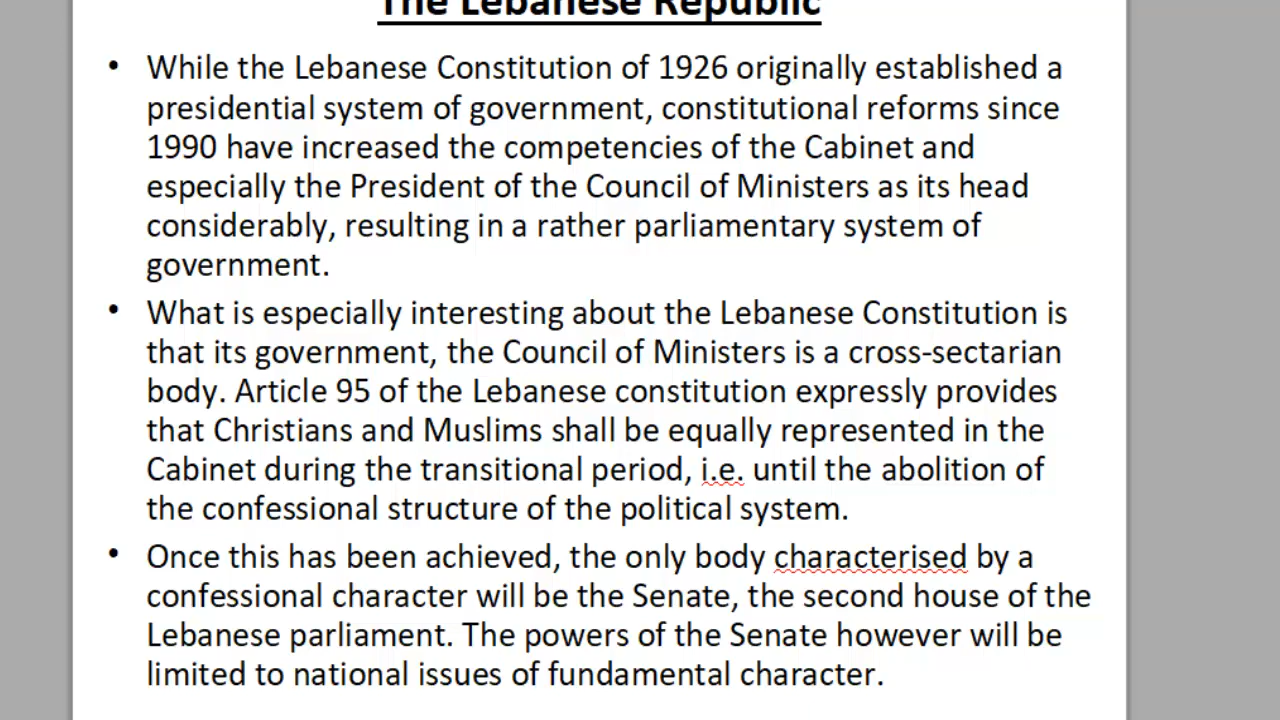 The Lebanese Republic
• While the Lebanese Constitution of 1926 originally established a
presidential system of government, constitutional reforms since
1990 have increased the competencies of the Cabinet and
especially the President of the Council of Ministers as its head
considerably, resulting in a rather parliamentary system of
government.
• What is especially interesting about the Lebanese Constitution is
that its government, the Council of Ministers is a cross-sectarian
body. Article 95 of the Lebanese constitution expressly provides
that Christians and Muslims shall be equally represented in the
Cabinet during the transitional period, i.e. until the abolition of
the confessional structure of the political system.
• Once this has been achieved, the only body characterised by a
confessional character will be the Senate, the second house of the
Lebanese parliament. The powers of the Senate however will be
limited to national issues of fundamental character.